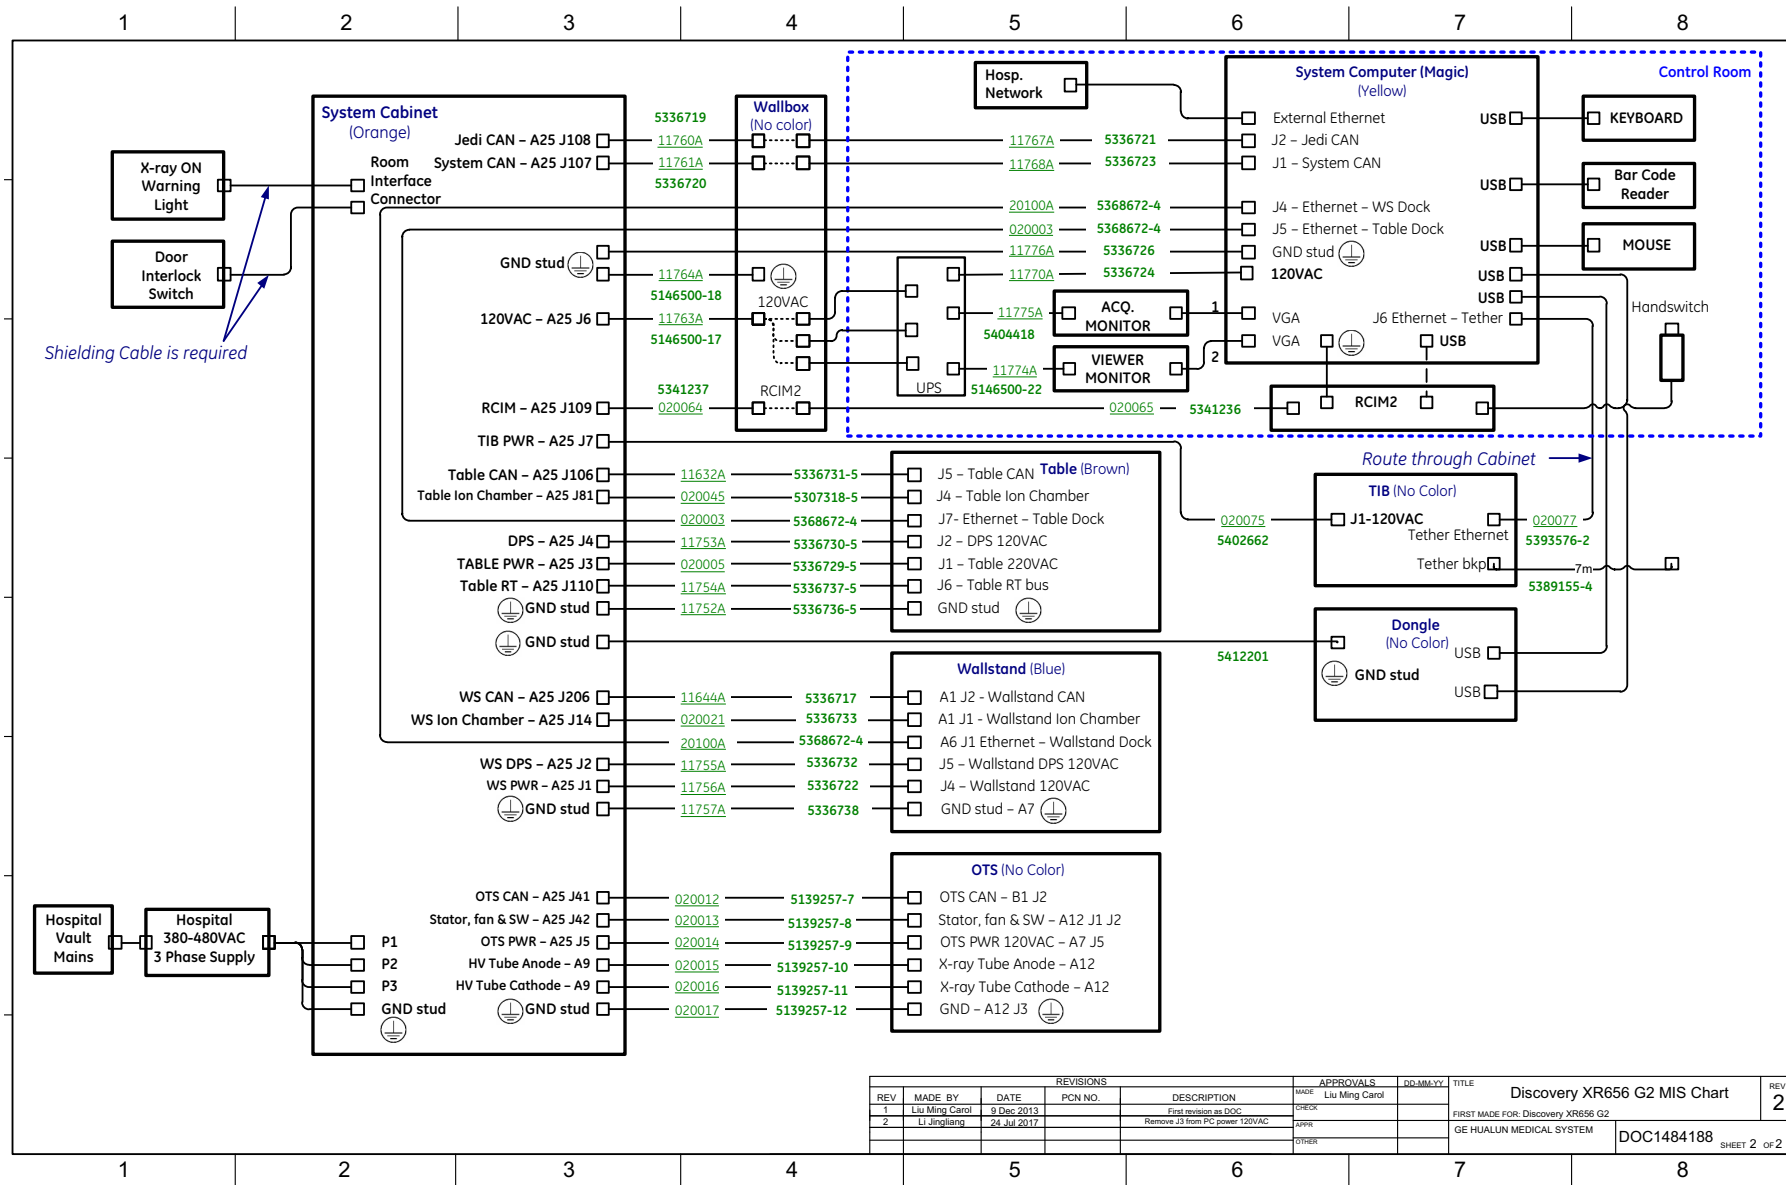 1 2 3 4 5 6 7 8
Control Room
System Cabinet
(Orange)
Jedi CAN – A25 J108
System CAN – A25 J107
Room
Interface
Connector
X-ray ON
Warning
Light
Door
Interlock
Switch
Shielding Cable is required
GND stud
120VAC – A25 J6
RCIM – A25 J109
TIB PWR – A25 J7
Table CAN – A25 J106
Table Ion Chamber – A25 J81
DPS – A25 J4
TABLE PWR – A25 J3
Table RT – A25 J110
GND stud
GND stud
WS CAN – A25 J206
WS Ion Chamber – A25 J14
WS DPS – A25 J2
WS PWR – A25 J1
GND stud
OTS CAN – A25 J41
Stator, fan & SW – A25 J42
OTS PWR – A25 J5
HV Tube Anode – A9
HV Tube Cathode – A9
GND stud
Hospital
Vault
Mains
Hospital
380-480VAC
3 Phase Supply
P1
P2
P3
GND stud
5336719
11760A
11761A
5336720
11764A
5146500-18
11763A
5146500-17
5341237
020064
Wallbox
(No color)
120VAC
RCIM2
11767A 5336721
11768A 5336723
20100A 5368672-4
020003 5368672-4
11776A 5336726
11770A 5336724
UPS
11775A
5404418
11774A
5146500-22
ACQ.
MONITOR
VIEWER
MONITOR
1
2
020065 5341236
Hosp.
Network
System Computer (Magic)
(Yellow)
External Ethernet
J2 – Jedi CAN
J1 – System CAN
J4 – Ethernet – WS Dock
J5 – Ethernet – Table Dock
GND stud
120VAC
VGA
VGA
USB
USB
USB
USB
USB
J6 Ethernet – Tether
USB
KEYBOARD
Bar Code
Reader
MOUSE
Handswitch
RCIM2
Route through Cabinet
11632A 5336731-5
020045 5307318-5
020003 5368672-4
11753A 5336730-5
020005 5336729-5
11754A 5336737-5
11752A 5336736-5
Table (Brown)
J5 – Table CAN
J4 – Table Ion Chamber
J7- Ethernet – Table Dock
J2 – DPS 120VAC
J1 – Table 220VAC
J6 – Table RT bus
GND stud
020075
5402662
TIB (No Color)
J1-120VAC
Tether Ethernet
Tether bkp
020077
5393576-2
7m
5389155-4
5412201
Dongle
(No Color)
USB
GND stud
USB
11644A 5336717
020021 5336733
20100A 5368672-4
11755A 5336732
11756A 5336722
11757A 5336738
Wallstand (Blue)
A1 J2 - Wallstand CAN
A1 J1 - Wallstand Ion Chamber
A6 J1 Ethernet – Wallstand Dock
J5 – Wallstand DPS 120VAC
J4 – Wallstand 120VAC
GND stud – A7
020012 5139257-7
020013 5139257-8
020014 5139257-9
020015 5139257-10
020016 5139257-11
020017 5139257-12
OTS (No Color)
OTS CAN – B1 J2
Stator, fan & SW – A12 J1 J2
OTS PWR 120VAC – A7 J5
X-ray Tube Anode – A12
X-ray Tube Cathode – A12
GND – A12 J3
REVISIONS
REV MADE BY DATE PCN NO. DESCRIPTION
1 Liu Ming Carol 9 Dec 2013 First revision as DOC
2 Li Jingliang 24 Jul 2017 Remove J3 from PC power 120VAC
APPROVALS DD-MM-YY
MADE Liu Ming Carol
CHECK
APPR
OTHER
TITLE
Discovery XR656 G2 MIS Chart
REV
2
FIRST MADE FOR: Discovery XR656 G2
GE HUALUN MEDICAL SYSTEM
DOC1484188
SHEET 2 OF 2
1 2 3 4 5 6 7 8